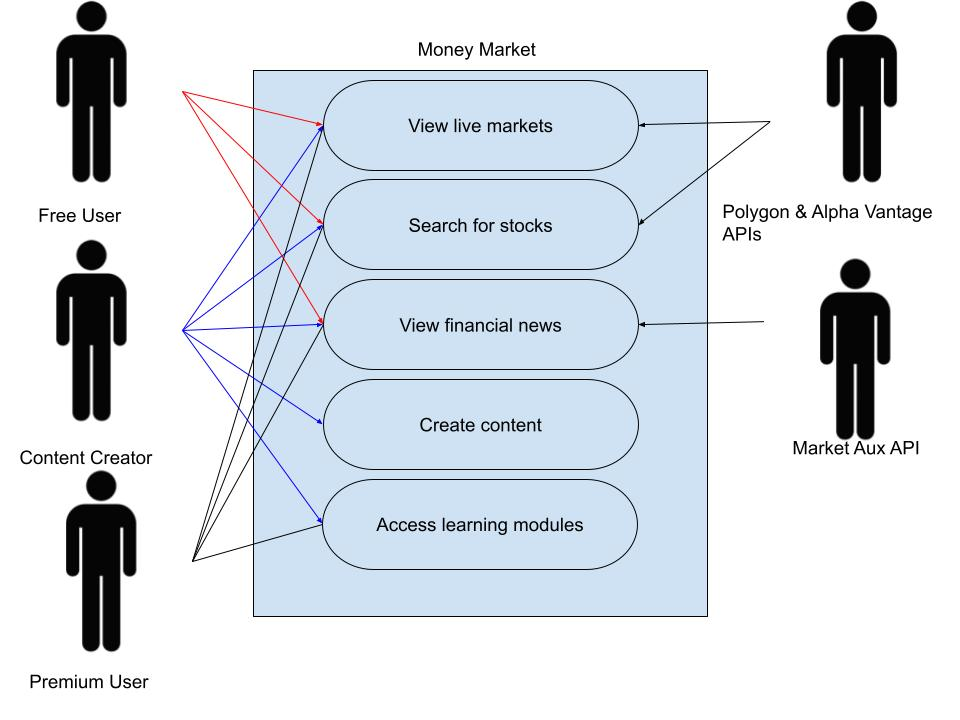 Money Market
View live markets
Search for stocks
View financial news
Create content
Access learning modules
Free User
Content Creator
Premium User
Polygon & Alpha Vantage
APIs
Market Aux API